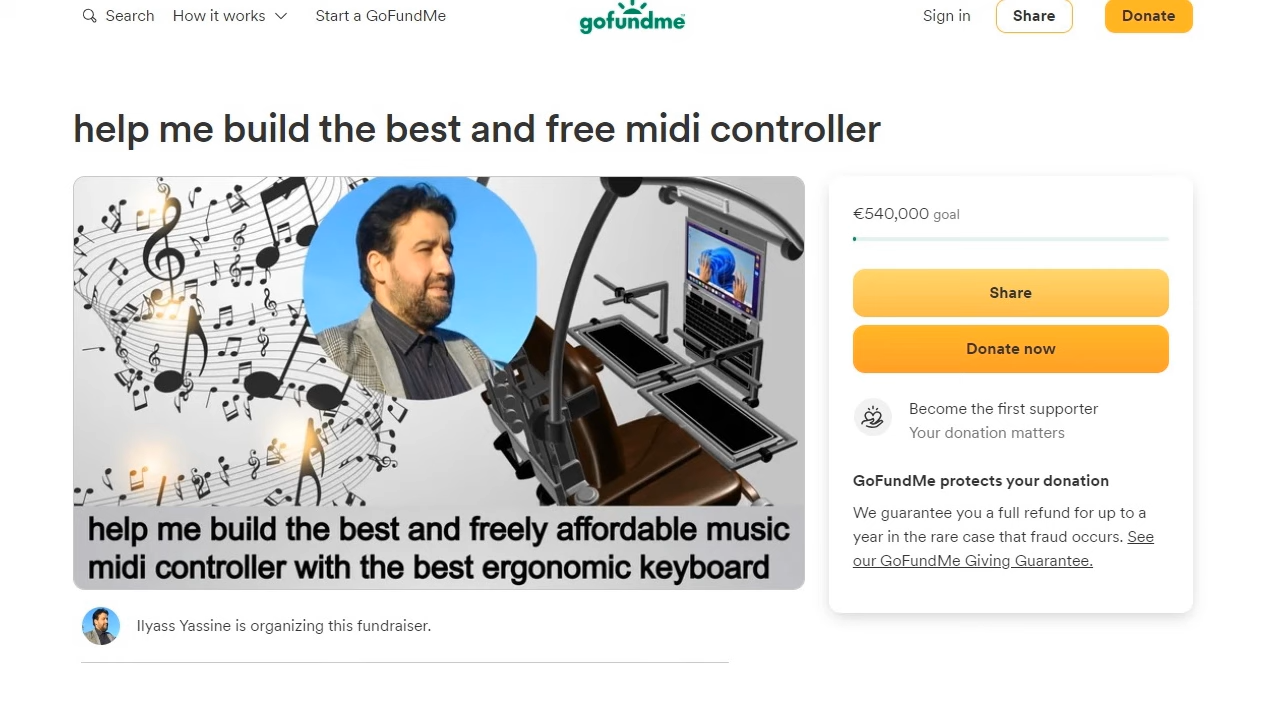 Search How it works Start a GoFundMe gofundme Sign in Share Donate
help me build the best and free midi controller
€540,000 goal
Share
Donate now
Become the first supporter
Your donation matters
GoFundMe protects your donation
We guarantee you a full refund for up to a
year in the rare case that fraud occurs. See
our GoFundMe Giving Guarantee.
help me build the best and freely affordable music
midi controller with the best ergonomic keyboard
Ilyass Yassine is organizing this fundraiser.